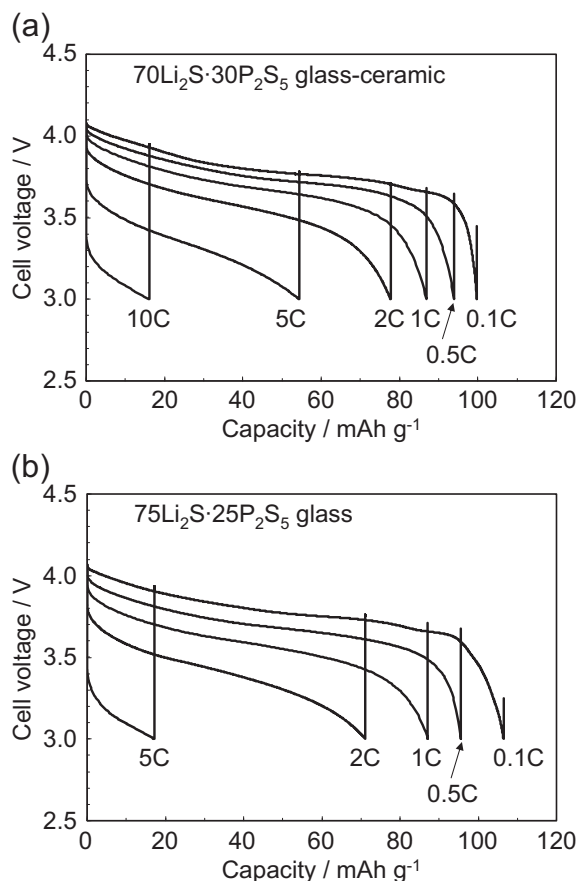 (a)
70Li₂S·30P₂S₅ glass-ceramic
Cell voltage / V
4.5
4.0
3.5
3.0
2.5
10C 5C 2C 1C 0.1C
0.5C
0 20 40 60 80 100 120
Capacity / mAh g⁻¹
(b)
75Li₂S·25P₂S₅ glass
Cell voltage / V
4.5
4.0
3.5
3.0
2.5
5C 2C 1C 0.1C
0.5C
0 20 40 60 80 100 120
Capacity / mAh g⁻¹